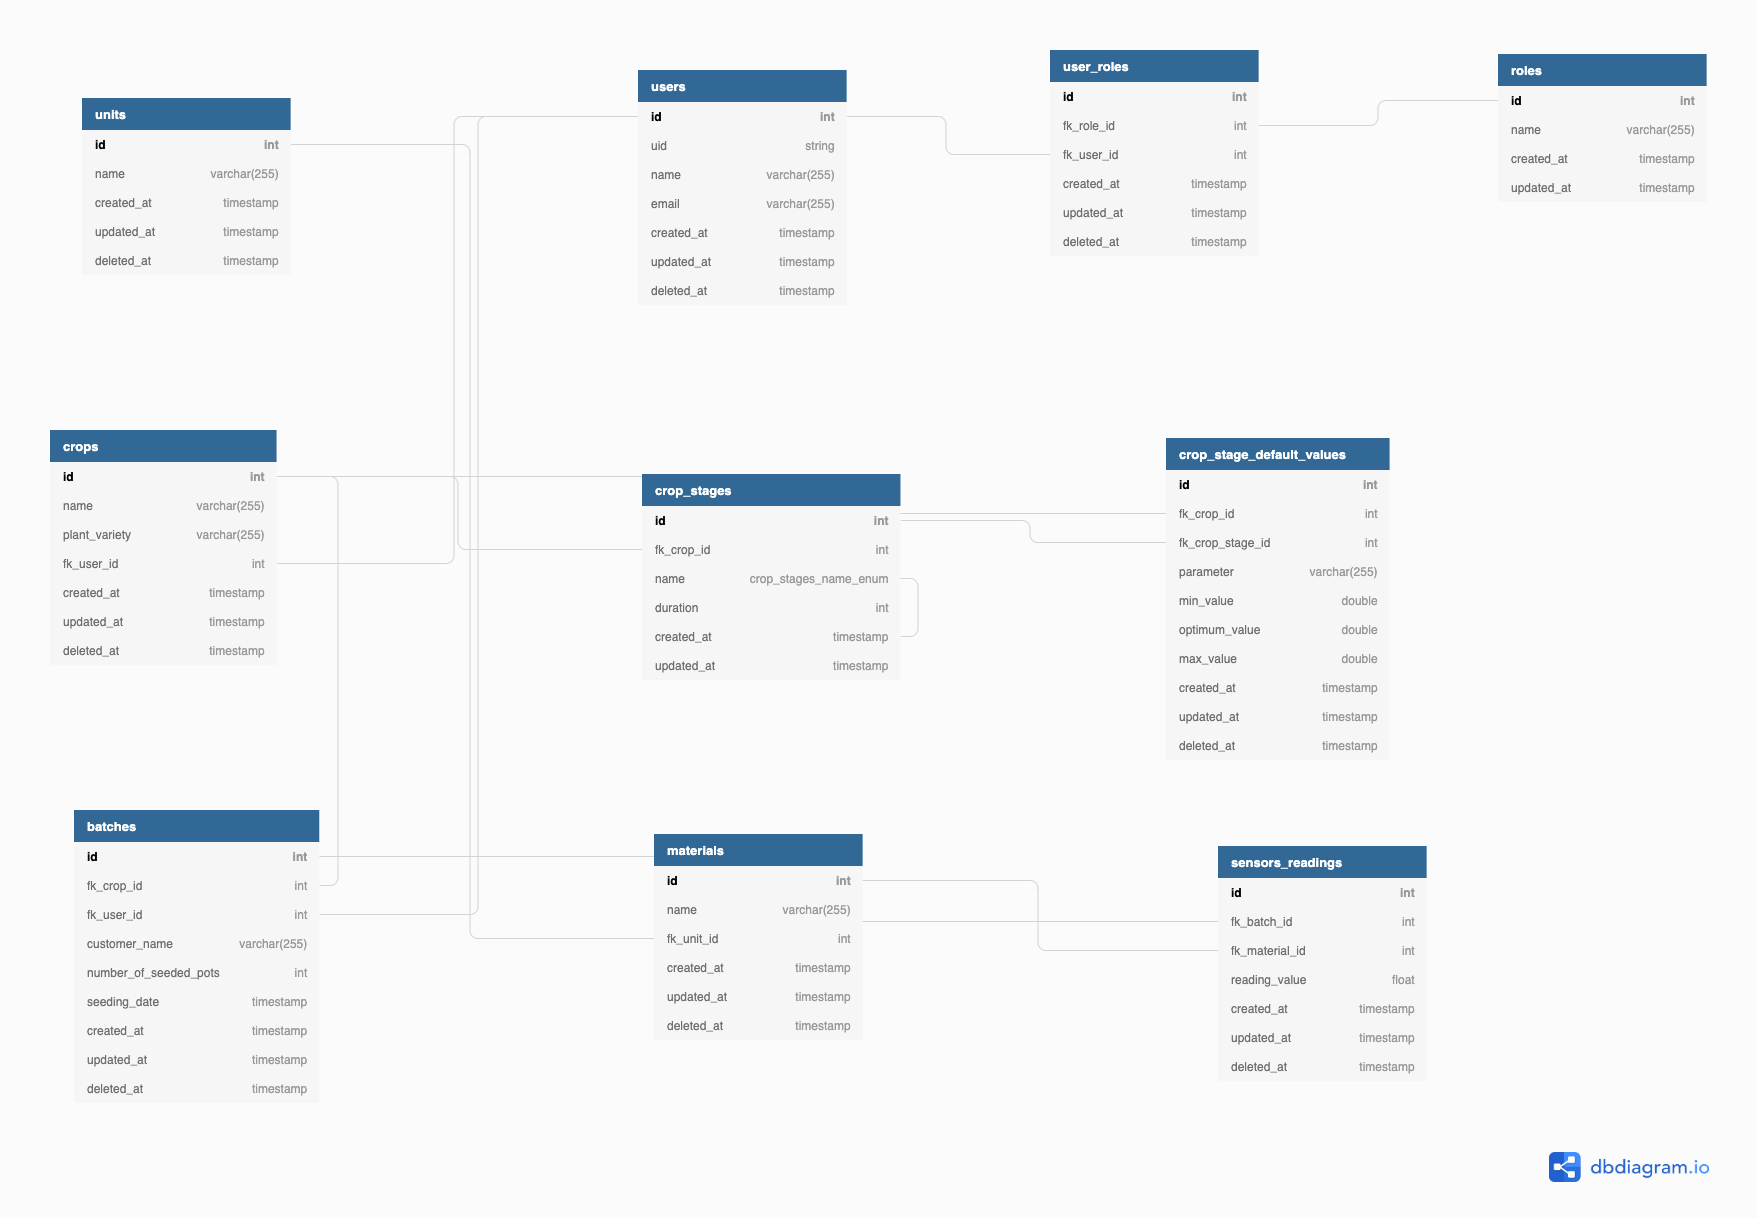 units
id int
name varchar(255)
created_at timestamp
updated_at timestamp
deleted_at timestamp
users
id int
uid string
name varchar(255)
email varchar(255)
created_at timestamp
updated_at timestamp
deleted_at timestamp
user_roles
id int
fk_role_id int
fk_user_id int
created_at timestamp
updated_at timestamp
deleted_at timestamp
roles
id int
name varchar(255)
created_at timestamp
updated_at timestamp
crops
id int
name varchar(255)
plant_variety varchar(255)
fk_user_id int
created_at timestamp
updated_at timestamp
deleted_at timestamp
crop_stages
id int
fk_crop_id int
name crop_stages_name_enum
duration int
created_at timestamp
updated_at timestamp
crop_stage_default_values
id int
fk_crop_id int
fk_crop_stage_id int
parameter varchar(255)
min_value double
optimum_value double
max_value double
created_at timestamp
updated_at timestamp
deleted_at timestamp
batches
id int
fk_crop_id int
fk_user_id int
customer_name varchar(255)
number_of_seeded_pots int
seeding_date timestamp
created_at timestamp
updated_at timestamp
deleted_at timestamp
materials
id int
name varchar(255)
fk_unit_id int
created_at timestamp
updated_at timestamp
deleted_at timestamp
sensors_readings
id int
fk_batch_id int
fk_material_id int
reading_value float
created_at timestamp
updated_at timestamp
deleted_at timestamp
dbdiagram.io